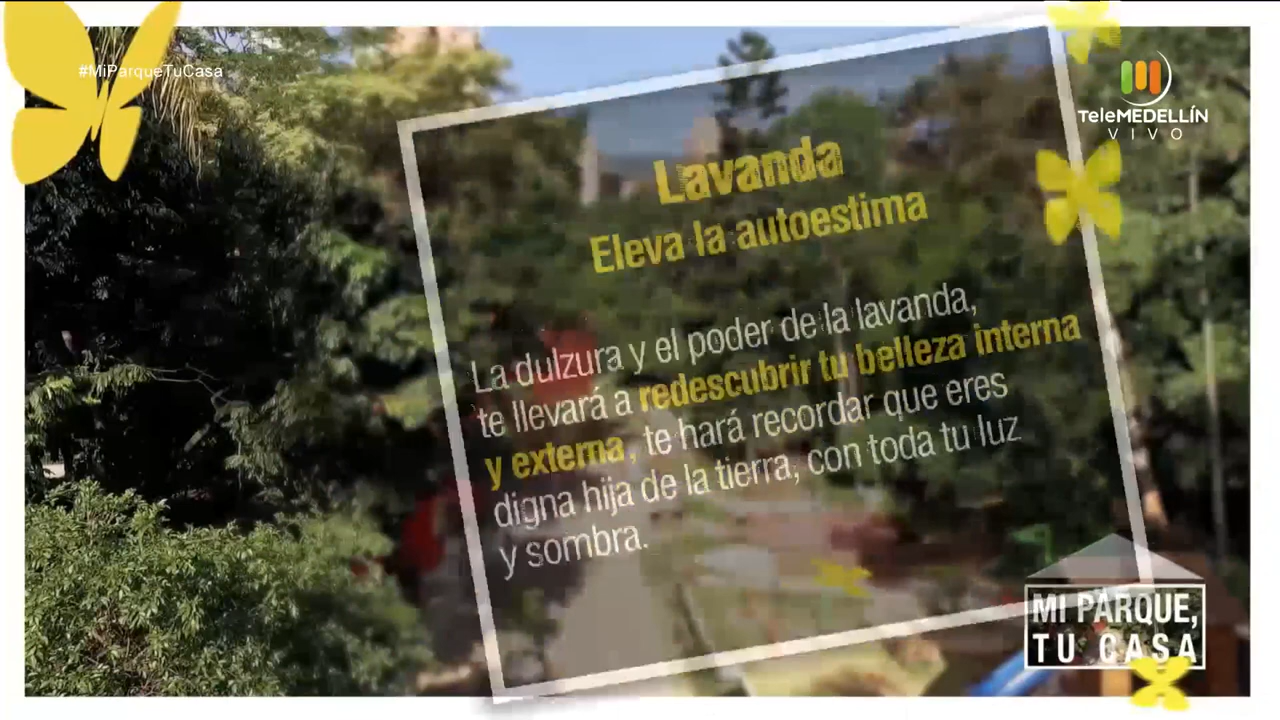 #MiParqueTuCasa
TeleMEDELLÍN
VIVO
Lavanda
Eleva la autoestima
La dulzura y el poder de la lavanda,
te llevará a redescubrir tu belleza interna
y externa, te hará recordar que eres
digna hija de la tierra, con toda tu luz
y sombra.
MI PARQUE,
TU CASA